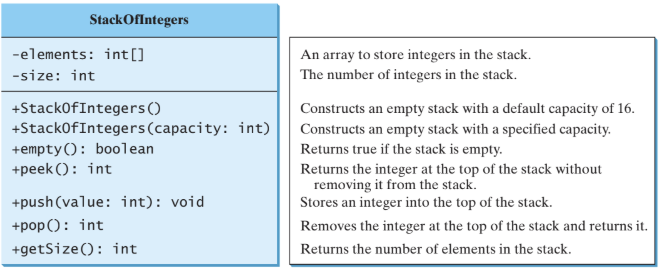 StackOfIntegers
-elements: int[]
-size: int
+StackOfIntegers()
+StackOfIntegers(capacity: int)
+empty(): boolean
+peek(): int
+push(value: int): void
+pop(): int
+getSize(): int
An array to store integers in the stack.
The number of integers in the stack.
Constructs an empty stack with a default capacity of 16.
Constructs an empty stack with a specified capacity.
Returns true if the stack is empty.
Returns the integer at the top of the stack without
removing it from the stack.
Stores an integer into the top of the stack.
Removes the integer at the top of the stack and returns it.
Returns the number of elements in the stack.